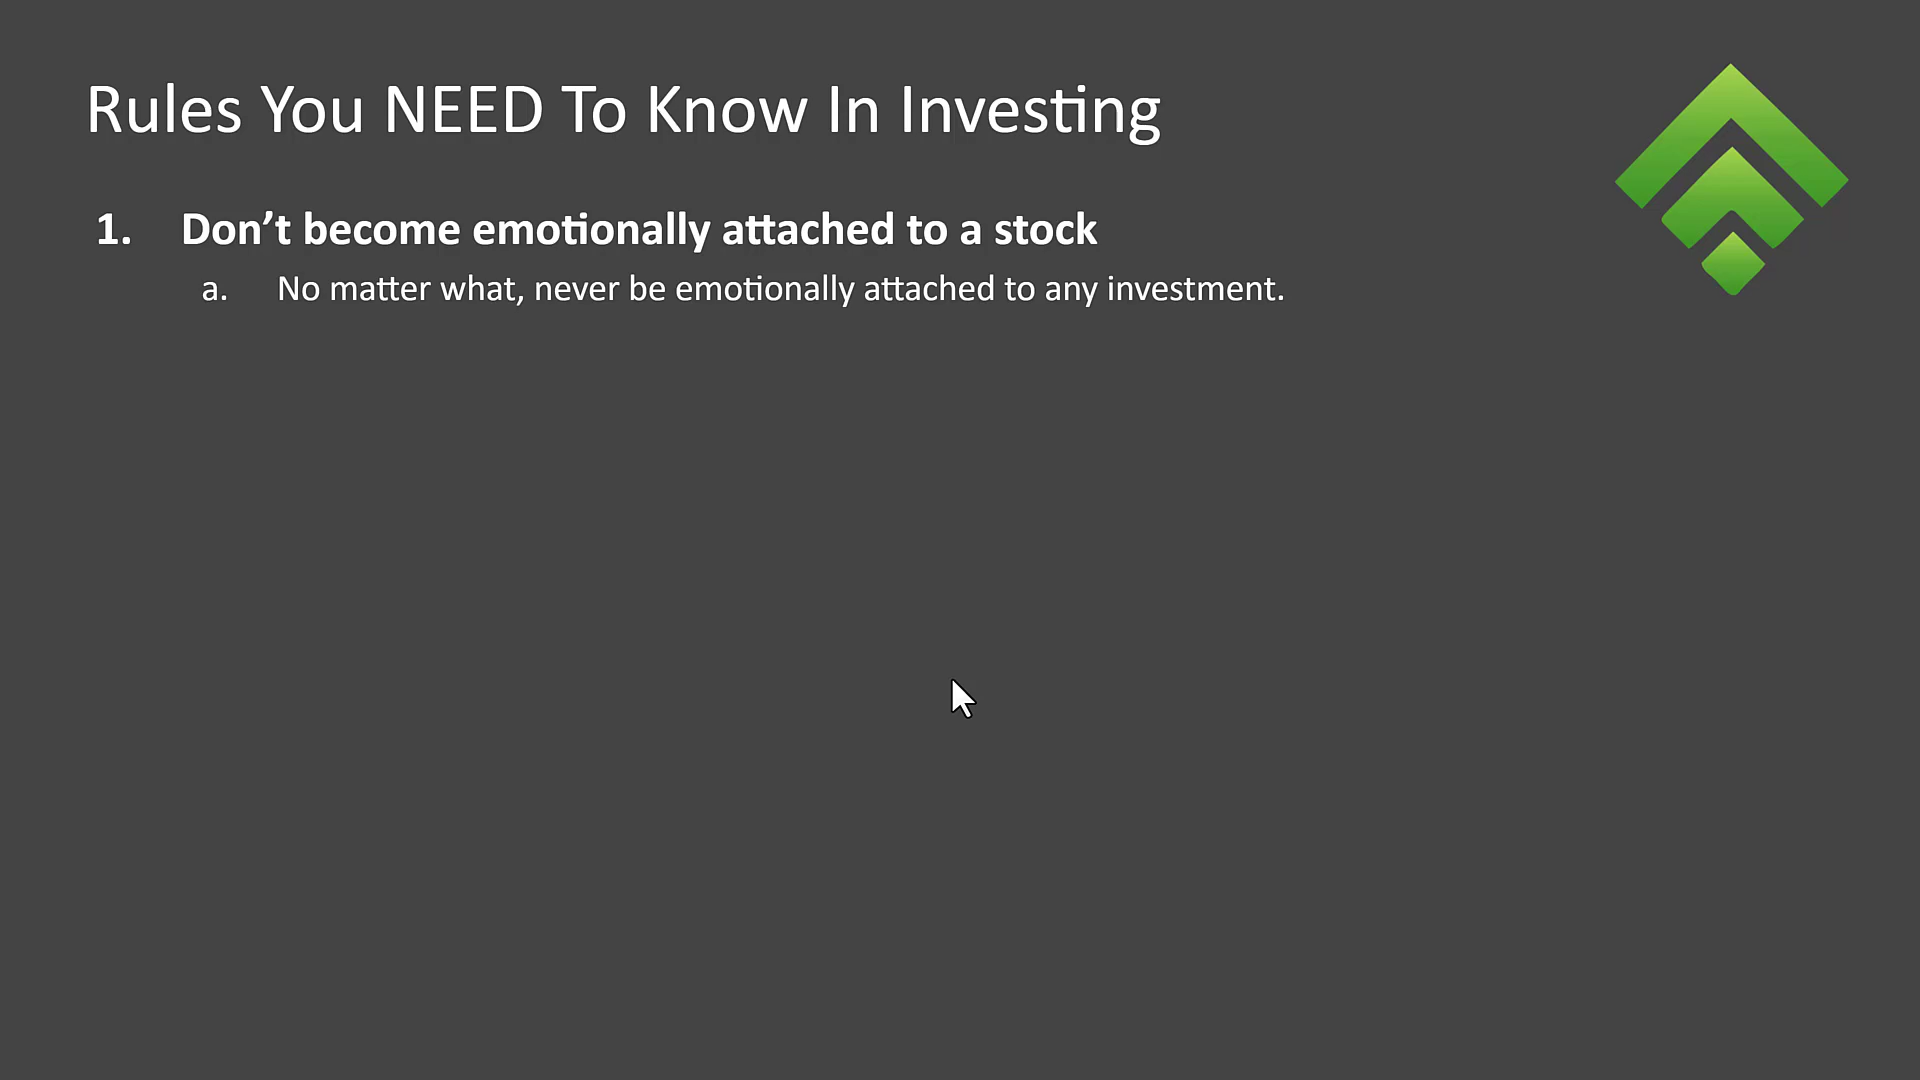 Rules You NEED To Know In Investing
1. Don’t become emotionally attached to a stock
a. No matter what, never be emotionally attached to any investment.